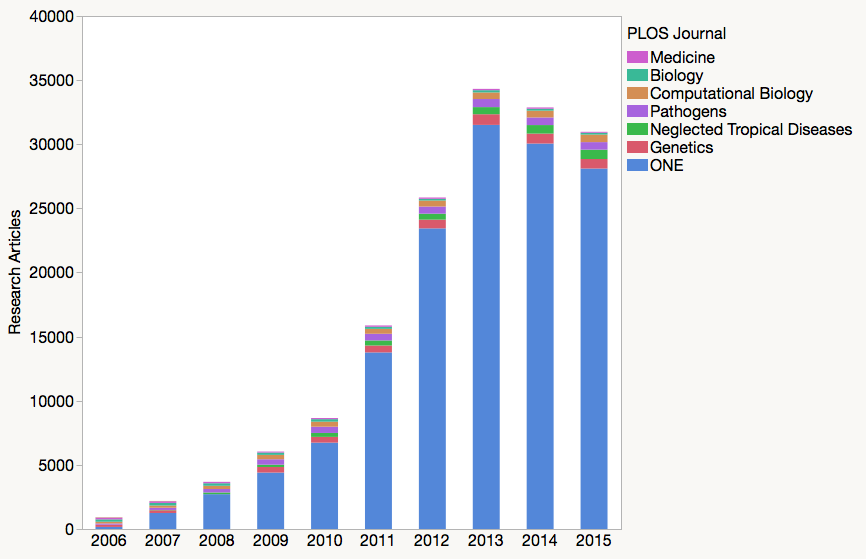 40000
35000
30000
25000
20000
15000
10000
5000
0
Research Articles
2006 2007 2008 2009 2010 2011 2012 2013 2014 2015
PLOS Journal
Medicine
Biology
Computational Biology
Pathogens
Neglected Tropical Diseases
Genetics
ONE